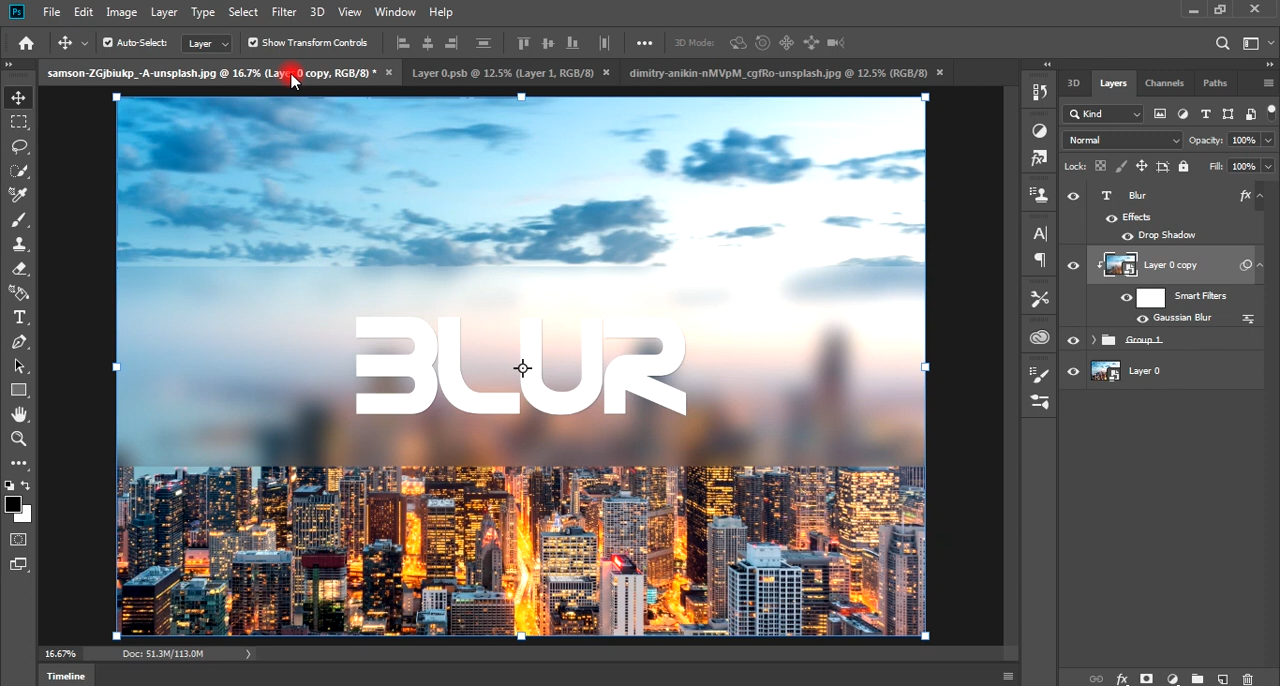 Ps File Edit Image Layer Type Select Filter 3D View Window Help
Auto-Select: Layer Show Transform Controls 3D Mode:
samson-ZGjbiukp_-A-unsplash.jpg @ 16.7% (Layer 0 copy, RGB/8) * Layer 0.psb @ 12.5% (Layer 1, RGB/8) dimitry-anikin-nMVpM_cgfRo-unsplash.jpg @ 12.5% (RGB/8)
3D Layers Channels Paths
Kind
Normal Opacity: 100%
Lock: Fill: 100%
T Blur fx
Effects
Drop Shadow
Layer 0 copy
Smart Filters
Gaussian Blur
Group 1
Layer 0
BLUR
16.67% Doc: 51.3M/113.0M
Timeline